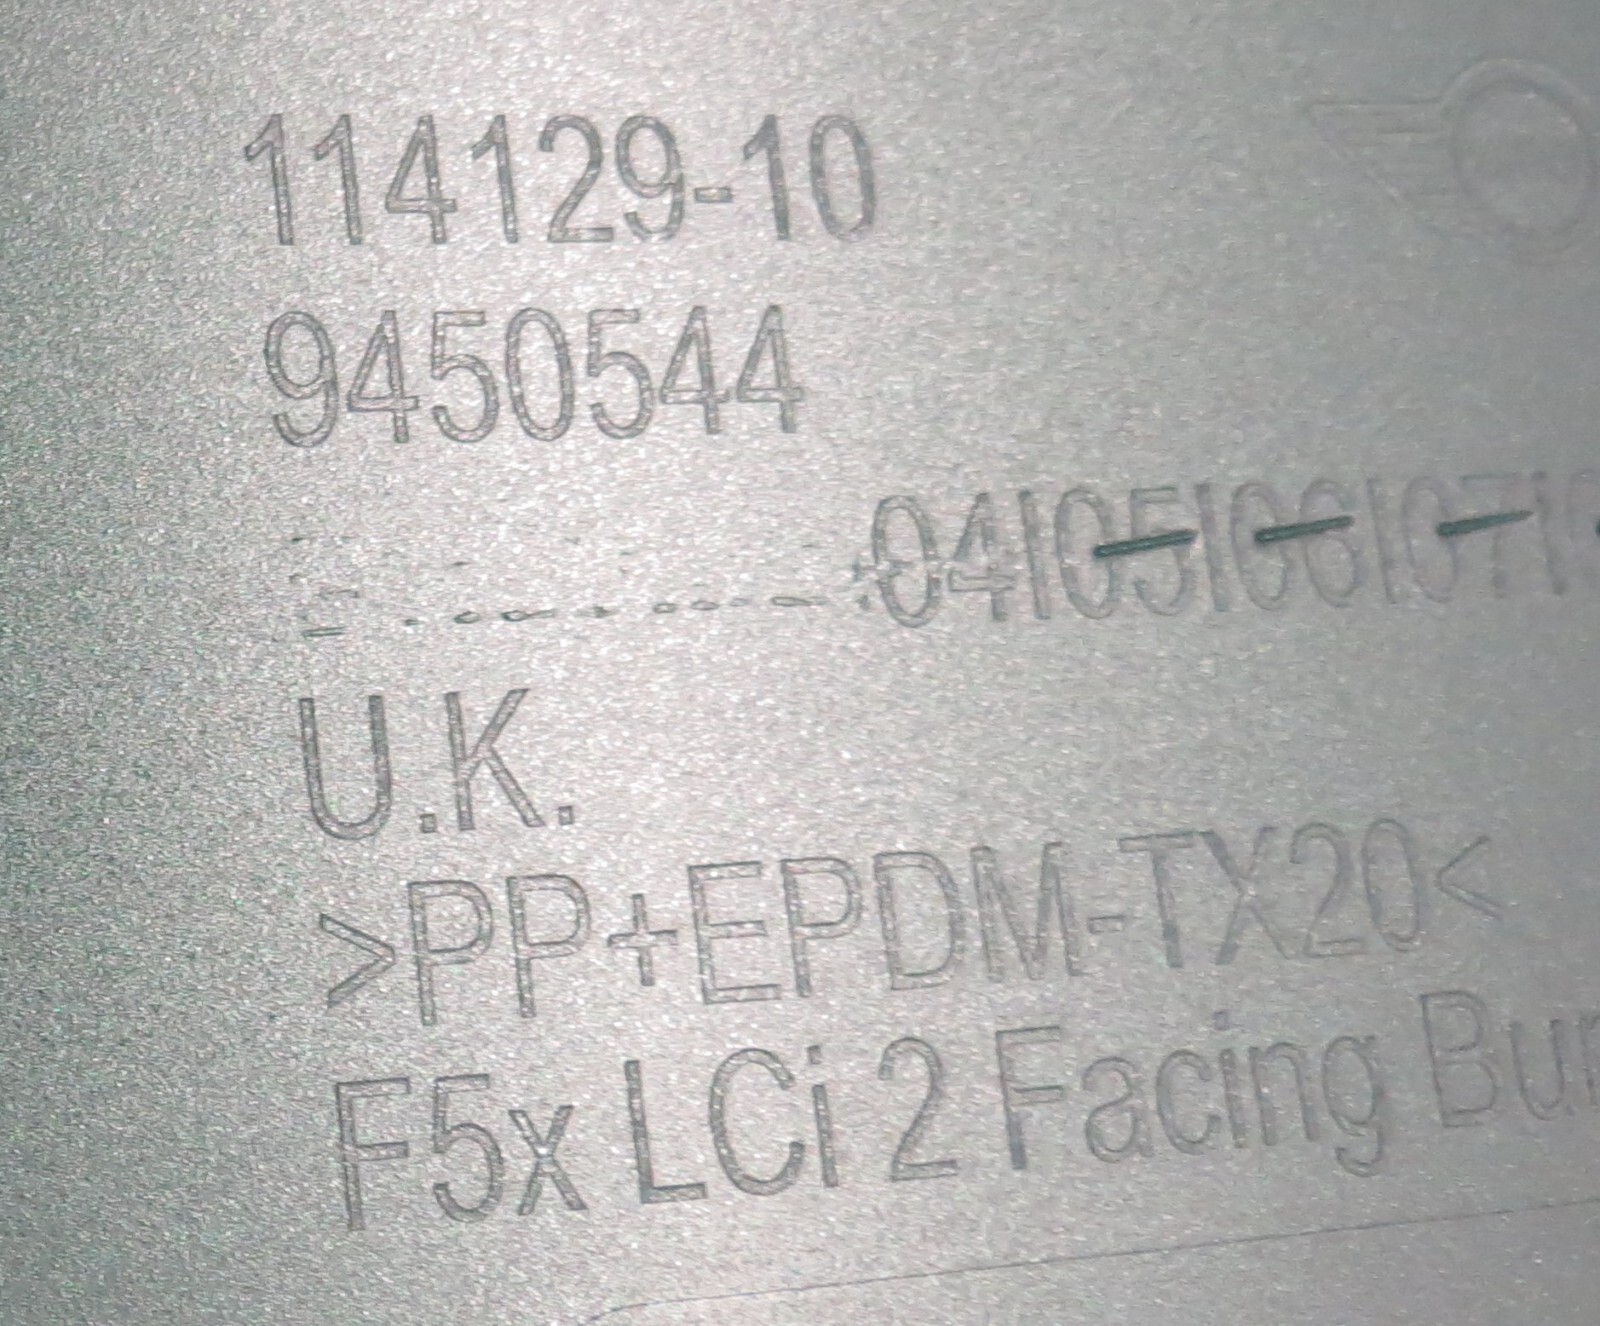 114129-10
9450544
04|05|06|07|
U.K.
>PP+EPDM-TX20<
F5x LCi 2 Facing